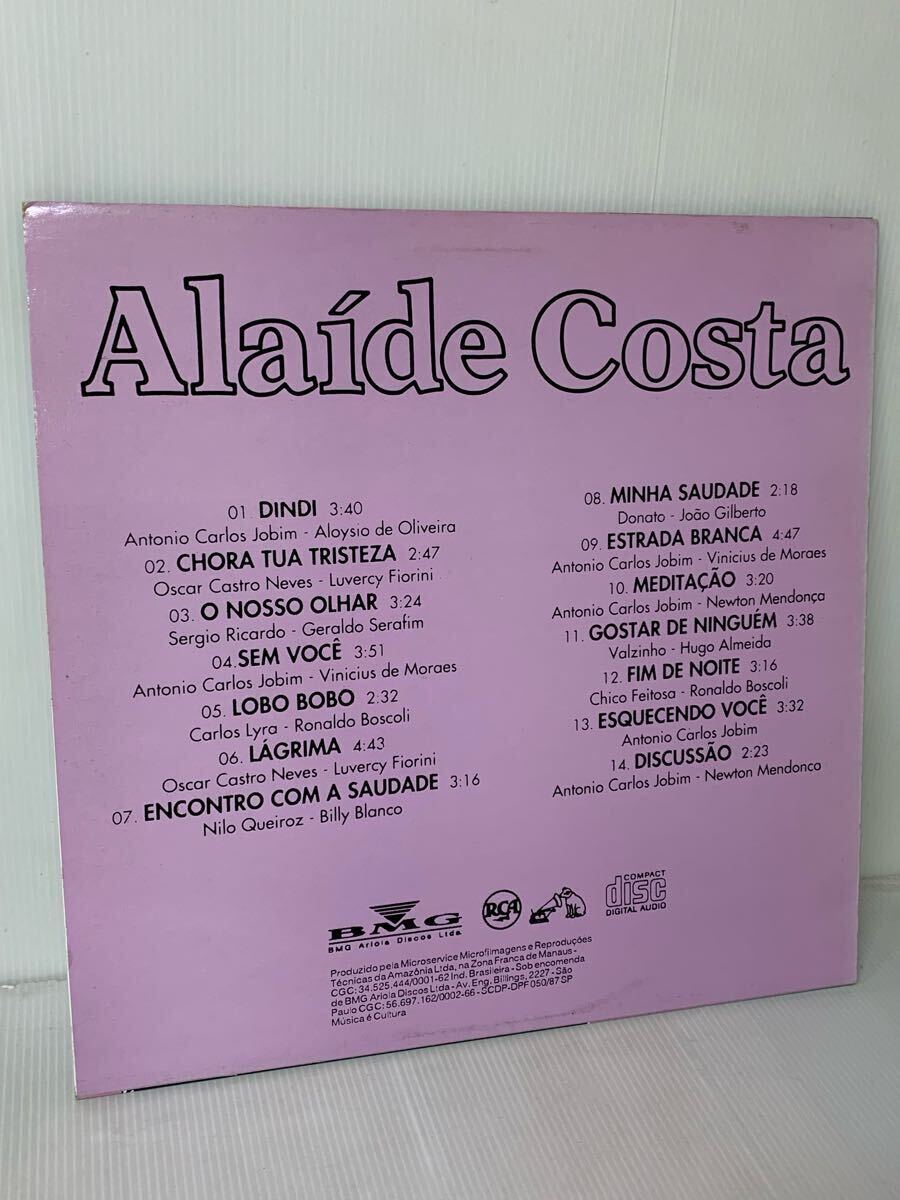 Alaíde Costa
01. DINDI 3:40
Antonio Carlos Jobim - Aloysio de Oliveira
02. CHORA TUA TRISTEZA 2:47
Oscar Castro Neves - Luvercy Fiorini
03. O NOSSO OLHAR 3:24
Sergio Ricardo - Geraldo Serafim
04. SEM VOCÊ 3:51
Antonio Carlos Jobim - Vinicius de Moraes
05. LOBO BOBO 2:32
Carlos Lyra - Ronaldo Boscoli
06. LÁGRIMA 4:43
Oscar Castro Neves - Luvercy Fiorini
07. ENCONTRO COM A SAUDADE 3:16
Nilo Queiroz - Billy Blanco
08. MINHA SAUDADE 2:18
Donato - João Gilberto
09. ESTRADA BRANCA 4:47
Antonio Carlos Jobim - Vinicius de Moraes
10. MEDITAÇÃO 3:20
Antonio Carlos Jobim - Newton Mendonça
11. GOSTAR DE NINGUÉM 3:38
Valzinho - Hugo Almeida
12. FIM DE NOITE 3:16
Chico Feitosa - Ronaldo Boscoli
13. ESQUECENDO VOCÊ 3:32
Antonio Carlos Jobim
14. DISCUSSÃO 2:23
Antonio Carlos Jobim - Newton Mendonca
BMG
BMG Ariola Discos Ltda.
RCA
COMPACT
disc
DIGITAL AUDIO
Produzido pela Microservice Microfilmagens e Reproduções
Técnicas da Amazônia Ltda, na Zona Franca de Manaus -
CGC: 34.525.444/0001-62 Ind. Brasileira - Sob encomenda
de BMG Ariola Discos Ltda - Av. Eng. Billings, 2227 - São
Paulo CGC: 56.697.162/0002-66 - SCDP-DPF 050/87 SP
Música é Cultura